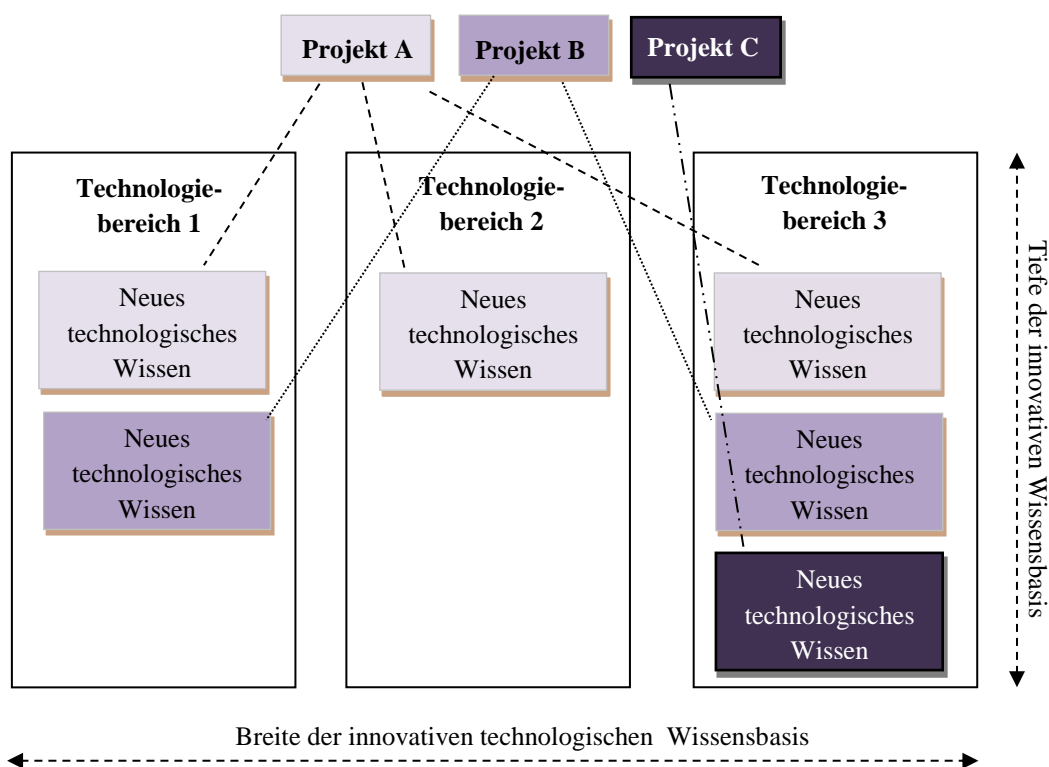 Projekt A
Projekt B
Projekt C
Technologie-
bereich 1
Neues
technologisches
Wissen
Neues
technologisches
Wissen
Technologie-
bereich 2
Neues
technologisches
Wissen
Technologie-
bereich 3
Neues
technologisches
Wissen
Neues
technologisches
Wissen
Neues
technologisches
Wissen
Tiefe der innovativen Wissensbasis
Breite der innovativen technologischen Wissensbasis